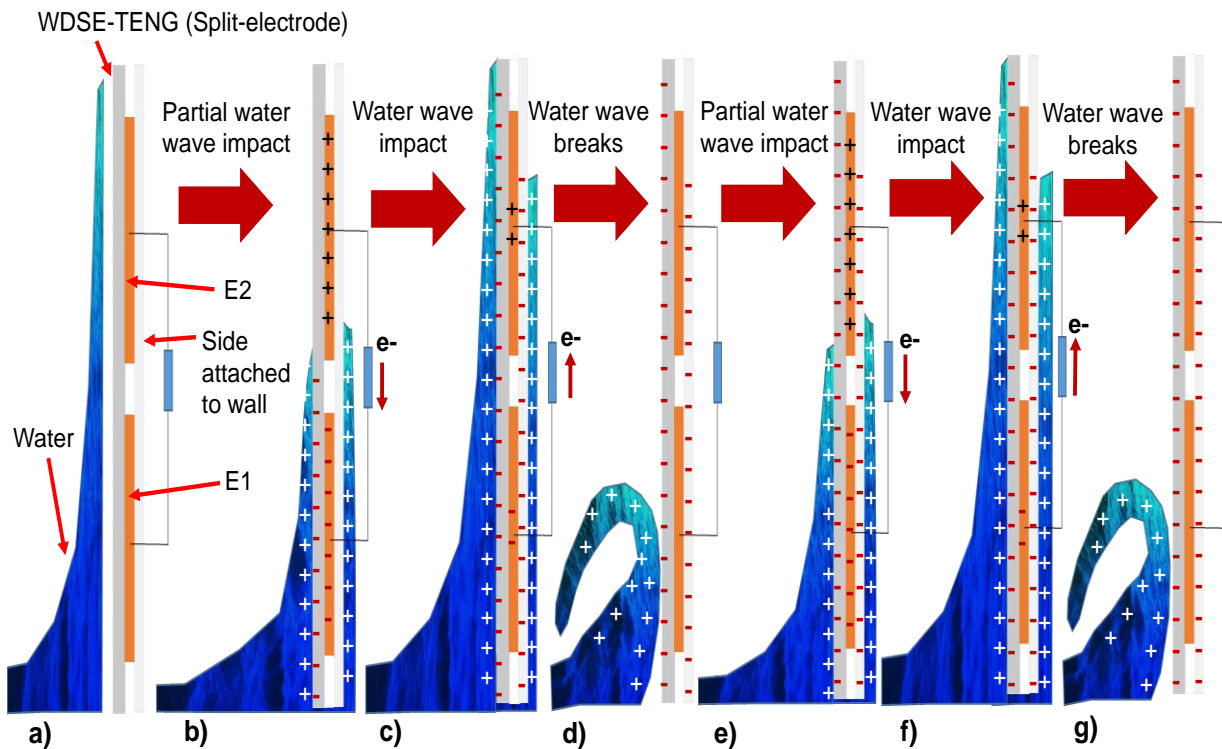 WDSE-TENG (Split-electrode)
Partial water
wave impact
Water wave
impact
Water wave
breaks
Partial water
wave impact
Water wave
impact
Water wave
breaks
E2
Side
attached
to wall
Water
E1
e-
e-
e-
e-
a)
b)
c)
d)
e)
f)
g)